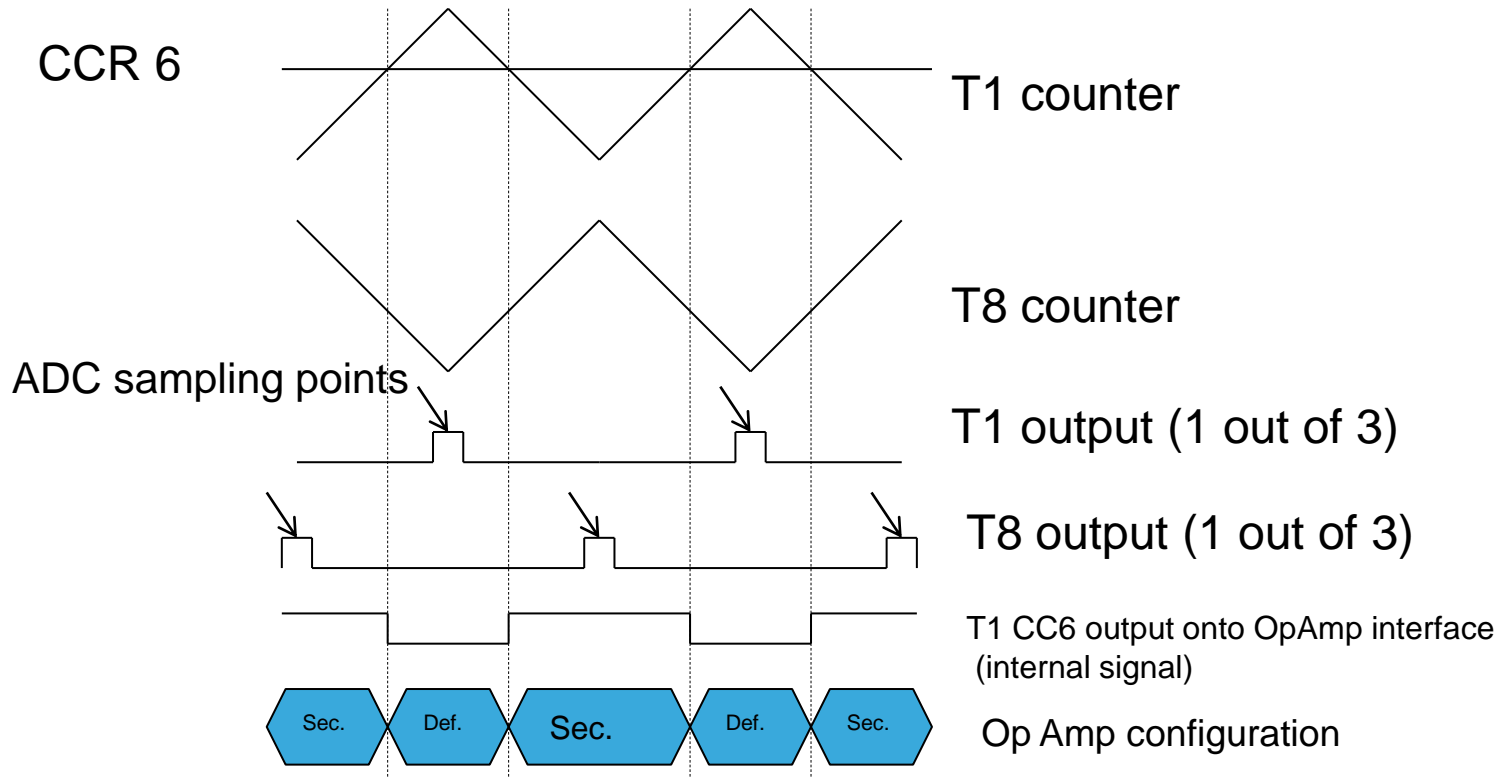 CCR 6
T1 counter
T8 counter
ADC sampling points
T1 output (1 out of 3)
T8 output (1 out of 3)
T1 CC6 output onto OpAmp interface
(internal signal)
Sec.
Def.
Sec.
Def.
Sec.
Op Amp configuration